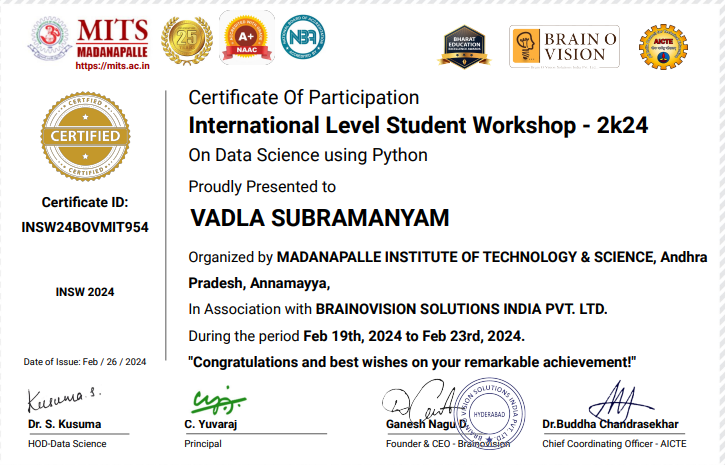 MITS
MADANAPALLE
https://mits.ac.in
25
A+
NAAC
NBA
BHARAT
EDUCATION
EXCELLENCE AWARDS
BRAIN O
VISION
AICTE
Certificate Of Participation
International Level Student Workshop - 2k24
On Data Science using Python
Proudly Presented to
VADLA SUBRAMANYAM
CERTIFIED
CERTIFIED
CERTIFIED
Certificate ID:
INSW24BOVMIT954
INSW 2024
Date of Issue: Feb / 26 / 2024
Organized by MADANAPALLE INSTITUTE OF TECHNOLOGY & SCIENCE, Andhra
Pradesh, Annamayya,
In Association with BRAINOVISION SOLUTIONS INDIA PVT. LTD.
During the period Feb 19th, 2024 to Feb 23rd, 2024.
"Congratulations and best wishes on your remarkable achievement!"
Kusuma. S.
Dr. S. Kusuma
HOD-Data Science
C. Yuvaraj
Principal
Ganesh Nagu D.
Founder & CEO - Brainovision
BRAINOVISION SOLUTIONS INDIA PVT. LTD.
HYDERABAD
Dr.Buddha Chandrasekhar
Chief Coordinating Officer - AICTE